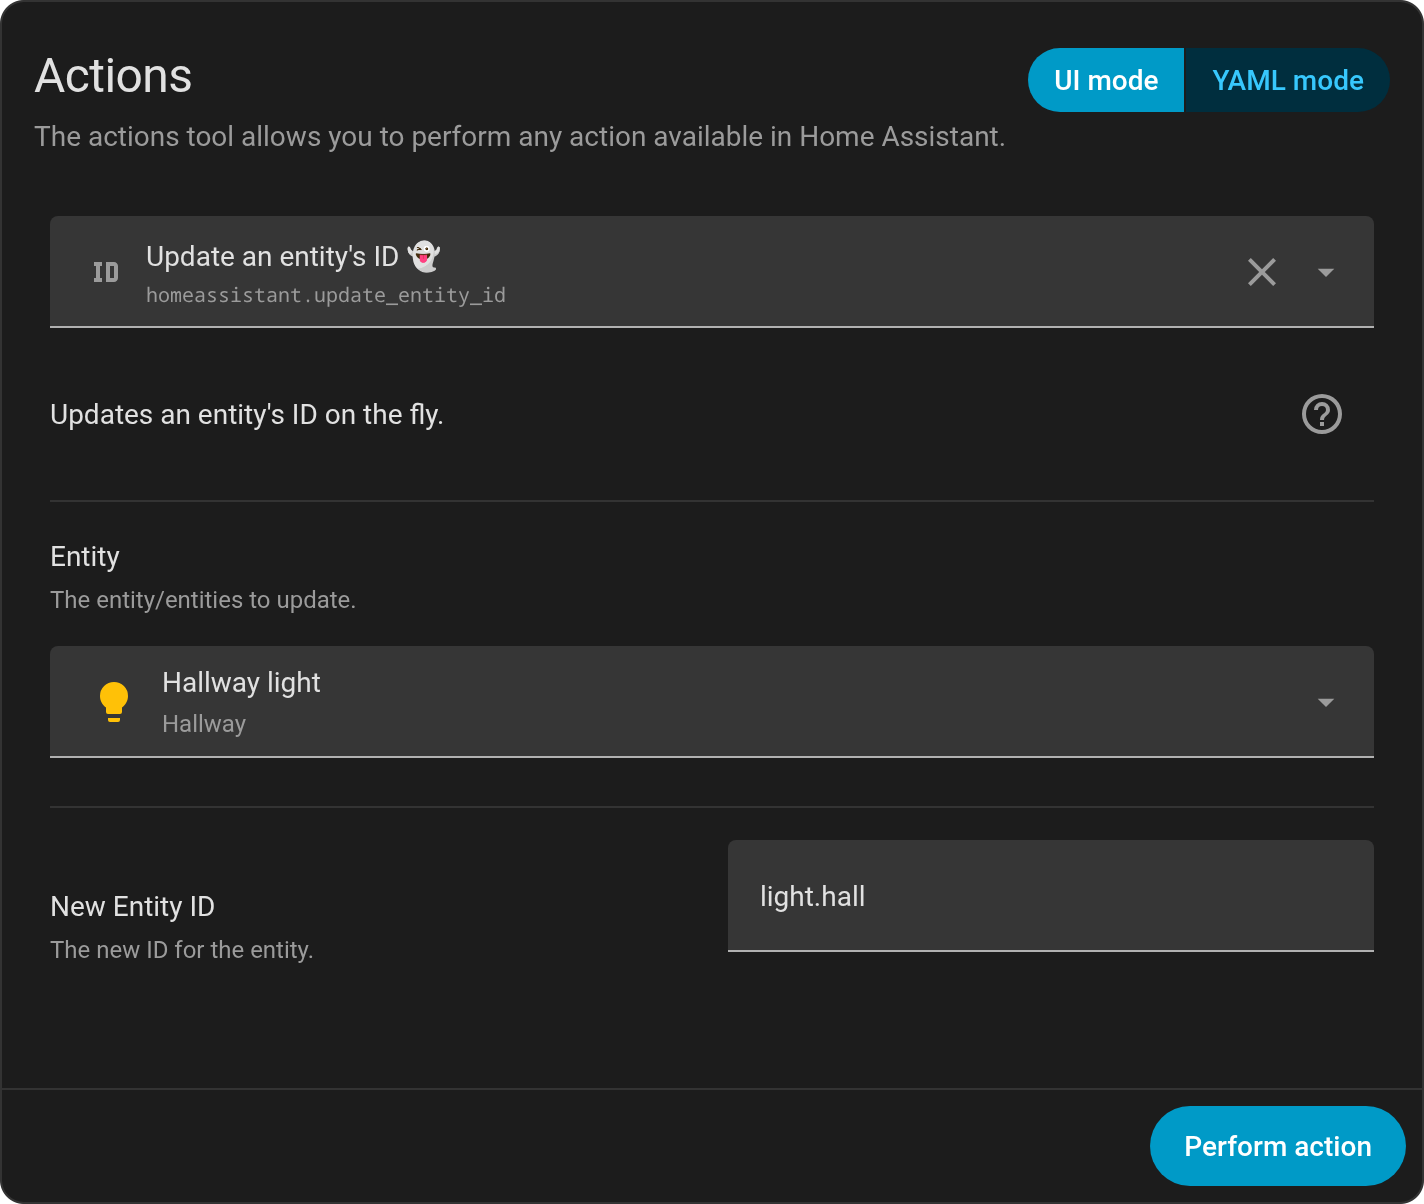 Actions
UI mode
YAML mode
The actions tool allows you to perform any action available in Home Assistant.
ID
Update an entity's ID 👻
homeassistant.update_entity_id
Updates an entity's ID on the fly.
Entity
The entity/entities to update.
Hallway light
Hallway
New Entity ID
The new ID for the entity.
light.hall
Perform action